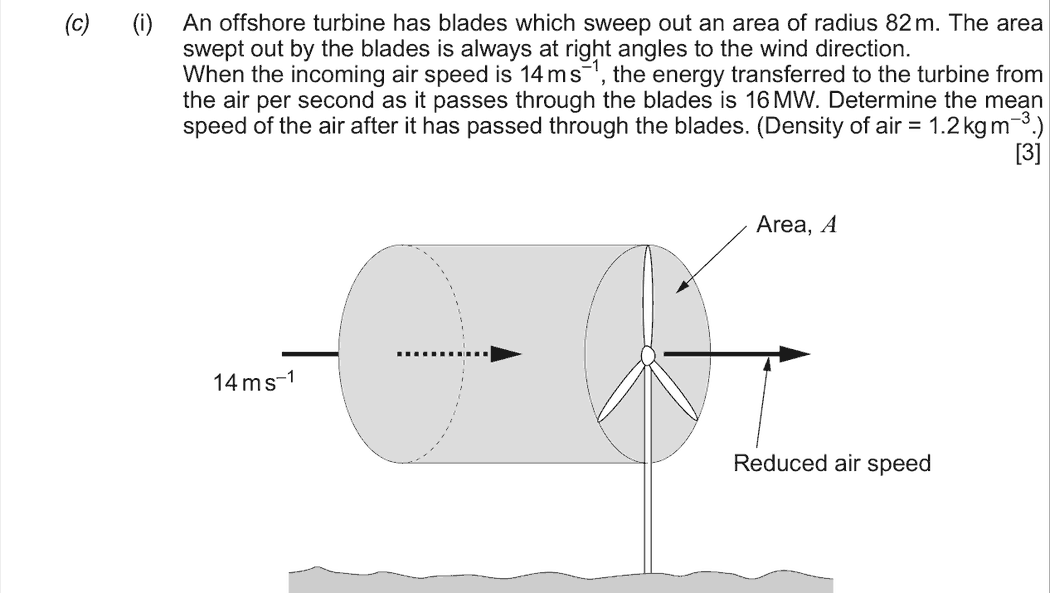 (c) (i) An offshore turbine has blades which sweep out an area of radius 82 m. The area
swept out by the blades is always at right angles to the wind direction.
When the incoming air speed is 14 m s⁻¹, the energy transferred to the turbine from
the air per second as it passes through the blades is 16 MW. Determine the mean
speed of the air after it has passed through the blades. (Density of air = 1.2 kg m⁻³.)
[3]
Area, A
14 m s⁻¹
Reduced air speed